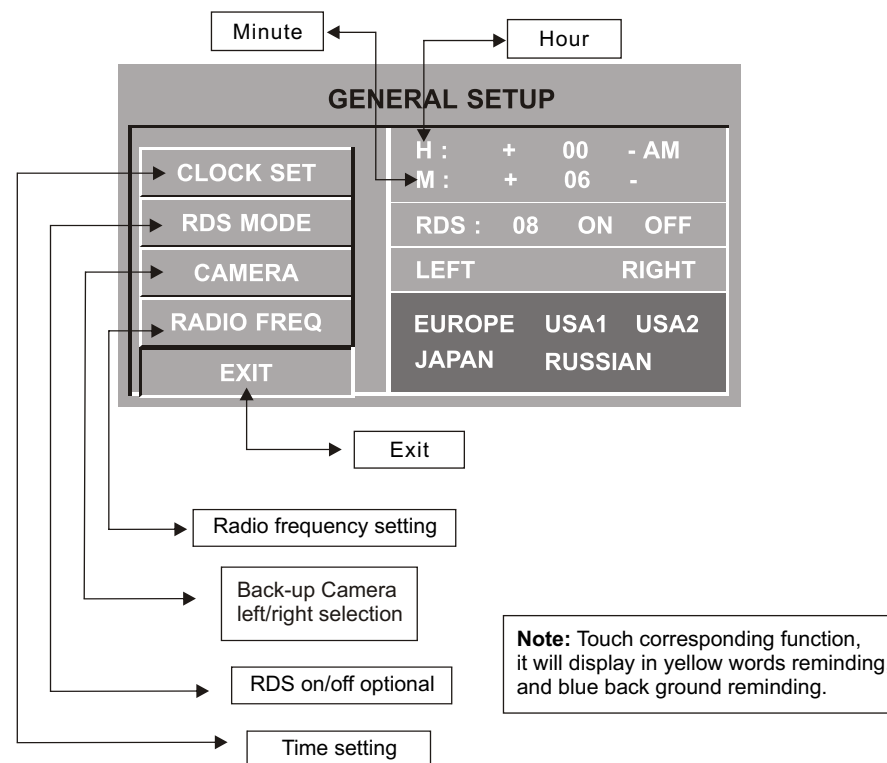 Minute
Hour
GENERAL SETUP
CLOCK SET
RDS MODE
CAMERA
RADIO FREQ
EXIT
H : + 00 - AM
M : + 06 -
RDS : 08 ON OFF
LEFT RIGHT
EUROPE USA1 USA2
JAPAN RUSSIAN
Exit
Radio frequency setting
Back-up Camera
left/right selection
RDS on/off optional
Time setting
Note: Touch corresponding function,
it will display in yellow words reminding
and blue back ground reminding.